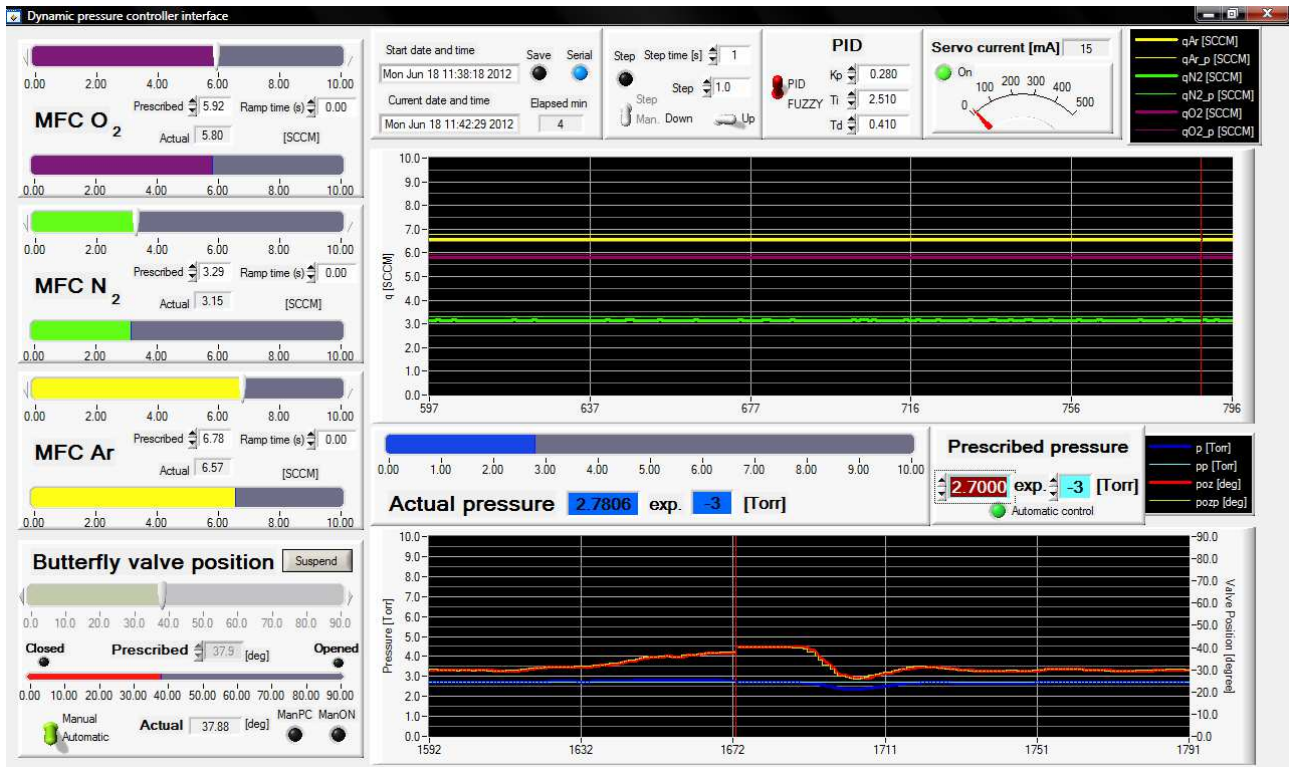 Dynamic pressure controller interface
0.00 2.00 4.00 6.00 8.00 10.00
MFC O2
Prescribed 5.92 Ramp time (s) 0.00
Actual 5.80 [SCCM]
0.00 2.00 4.00 6.00 8.00 10.00
0.00 2.00 4.00 6.00 8.00 10.00
MFC N2
Prescribed 3.29 Ramp time (s) 0.00
Actual 3.15 [SCCM]
0.00 2.00 4.00 6.00 8.00 10.00
0.00 2.00 4.00 6.00 8.00 10.00
MFC Ar
Prescribed 6.78 Ramp time (s) 0.00
Actual 6.57 [SCCM]
0.00 2.00 4.00 6.00 8.00 10.00
Butterfly valve position Suspend
0.0 10.0 20.0 30.0 40.0 50.0 60.0 70.0 80.0 90.0
Closed Prescribed 37.9 [deg] Opened
0.00 10.00 20.00 30.00 40.00 50.00 60.00 70.00 80.00 90.00
Manual
Automatic
Actual 37.88 [deg] ManPC ManON
Start date and time Save Serial
Mon Jun 18 11:38:18 2012
Current date and time Elapsed min
Mon Jun 18 11:42:29 2012 4
Step Step time [s] 1
Step 1.0
Step
Man. Down Up
PID
PID
FUZZY
Kp 0.280
Ti 2.510
Td 0.410
Servo current [mA] 15
On
0 100 200 300 400 500
qAr [SCCM]
qAr_p [SCCM]
qN2 [SCCM]
qN2_p [SCCM]
qO2 [SCCM]
qO2_p [SCCM]
q [SCCM]
10.0
9.0
8.0
7.0
6.0
5.0
4.0
3.0
2.0
1.0
0.0
597 637 677 716 756 796
0.00 1.00 2.00 3.00 4.00 5.00 6.00 7.00 8.00 9.00 10.00
Actual pressure 2.7806 exp. -3 [Torr]
Prescribed pressure
2.7000 exp. -3 [Torr]
Automatic control
p [Torr]
pp [Torr]
poz [deg]
pozp [deg]
Pressure [Torr]
10.0
9.0
8.0
7.0
6.0
5.0
4.0
3.0
2.0
1.0
0.0
1592 1632 1672 1711 1751 1791
90.0
80.0
70.0
60.0
50.0
40.0
30.0
20.0
10.0
0.0
Valve Position [degree]